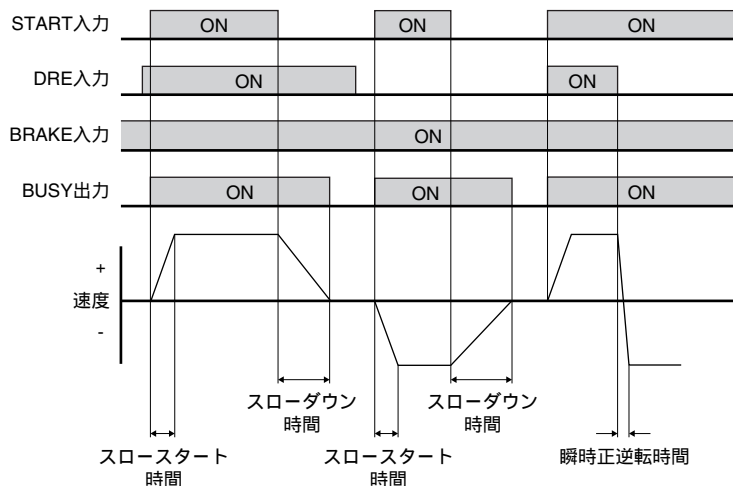 START入力
ON
ON
ON
DRE入力
ON
ON
BRAKE入力
ON
BUSY出力
ON
ON
ON
+
速度
-
スローダウン
時間
スローダウン
時間
スロースタート
時間
スロースタート
時間
瞬時正逆転時間